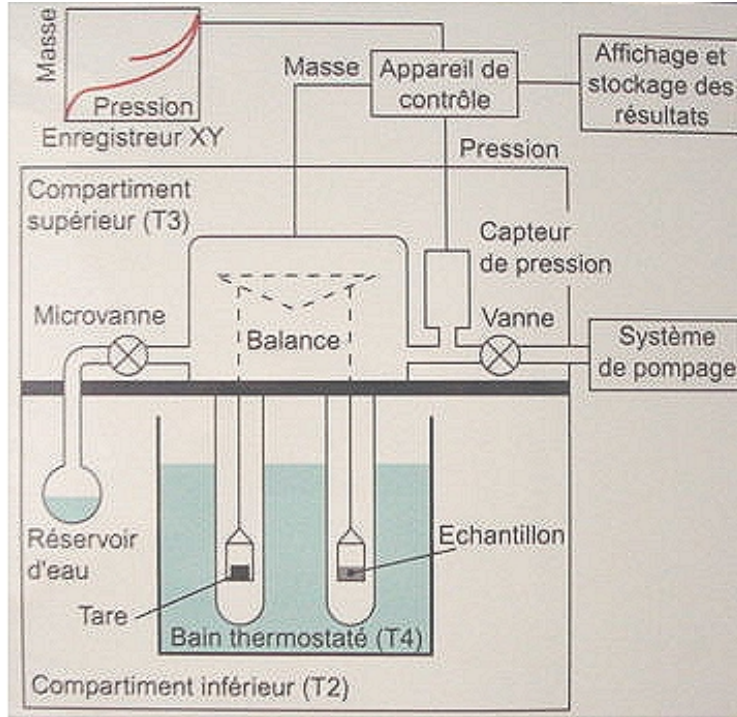 Masse
Pression
Enregistreur XY
Masse
Appareil de
contrôle
Affichage et
stockage des
résultats
Pression
Compartiment
supérieur (T3)
Capteur
de pression
Microvanne
Balance
Vanne
Système
de pompage
Réservoir
d'eau
Echantillon
Tare
Bain thermostaté (T4)
Compartiment inférieur (T2)